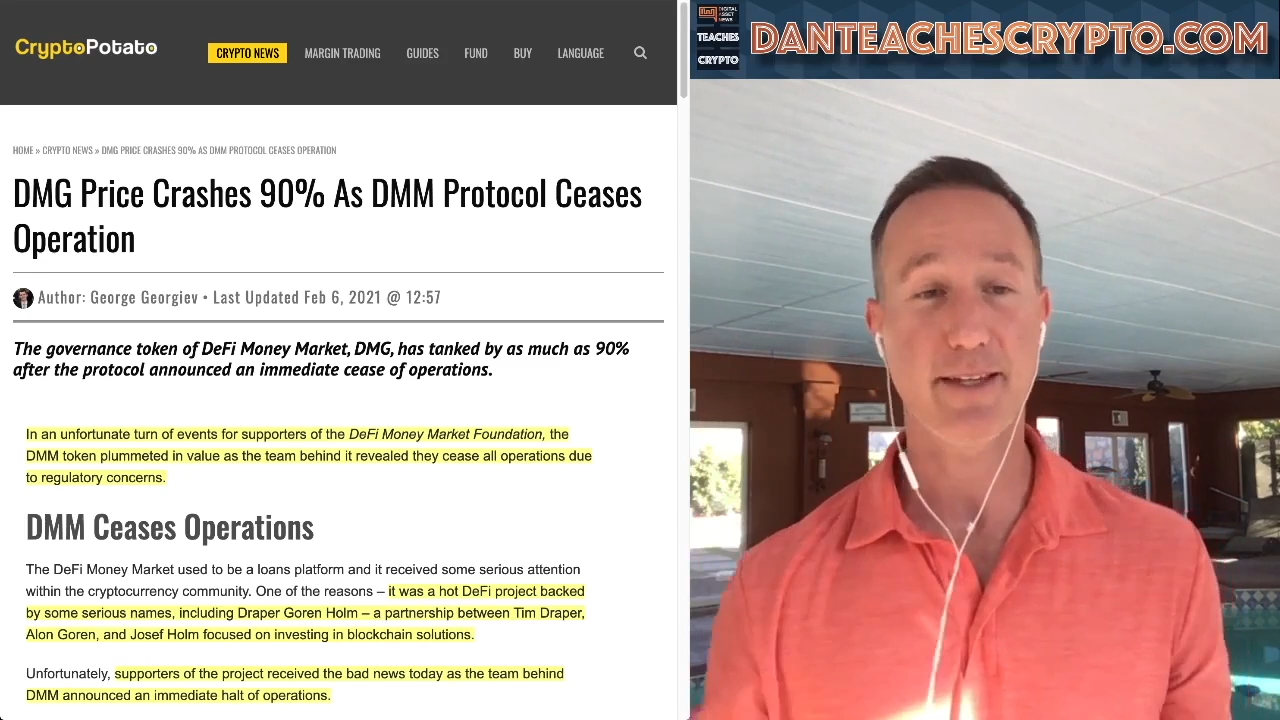 CryptoPotato
CRYPTO NEWS MARGIN TRADING GUIDES FUND BUY LANGUAGE
HOME » CRYPTO NEWS » DMG PRICE CRASHES 90% AS DMM PROTOCOL CEASES OPERATION
DMG Price Crashes 90% As DMM Protocol Ceases
Operation
Author: George Georgiev • Last Updated Feb 6, 2021 @ 12:57
The governance token of DeFi Money Market, DMG, has tanked by as much as 90%
after the protocol announced an immediate cease of operations.
In an unfortunate turn of events for supporters of the DeFi Money Market Foundation, the
DMM token plummeted in value as the team behind it revealed they cease all operations due
to regulatory concerns.
DMM Ceases Operations
The DeFi Money Market used to be a loans platform and it received some serious attention
within the cryptocurrency community. One of the reasons – it was a hot DeFi project backed
by some serious names, including Draper Goren Holm – a partnership between Tim Draper,
Alon Goren, and Josef Holm focused on investing in blockchain solutions.
Unfortunately, supporters of the project received the bad news today as the team behind
DMM announced an immediate halt of operations.
DIGITAL
ASSET
NEWS
TEACHES
CRYPTO
DANTEACHESCRYPTO.COM